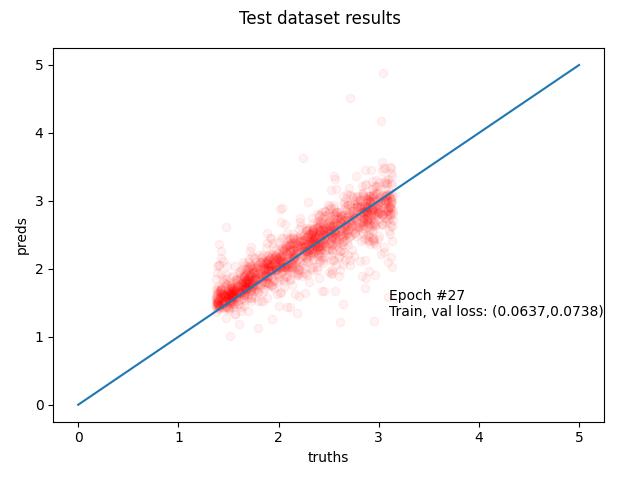 Test dataset results
5
4
3
2
1
0
preds
Epoch #27
Train, val loss: (0.0637,0.0738)
0 1 2 3 4 5
truths